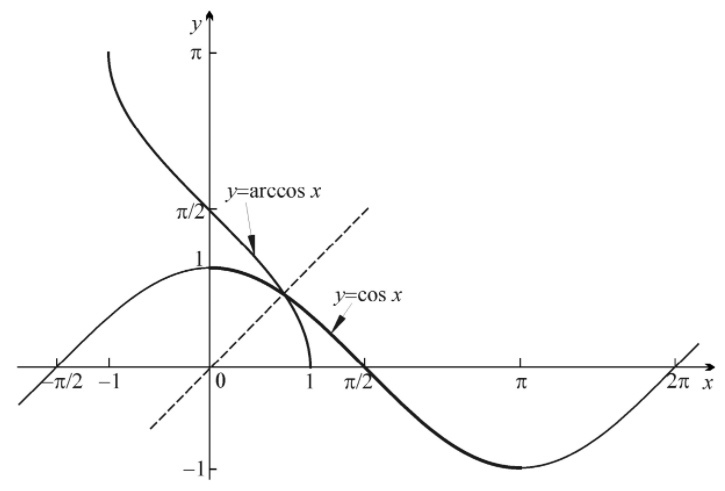 y
π
y=arccos x
π/2
1
y=cos x
–π/2 –1 0 1 π/2 π 2π x
–1